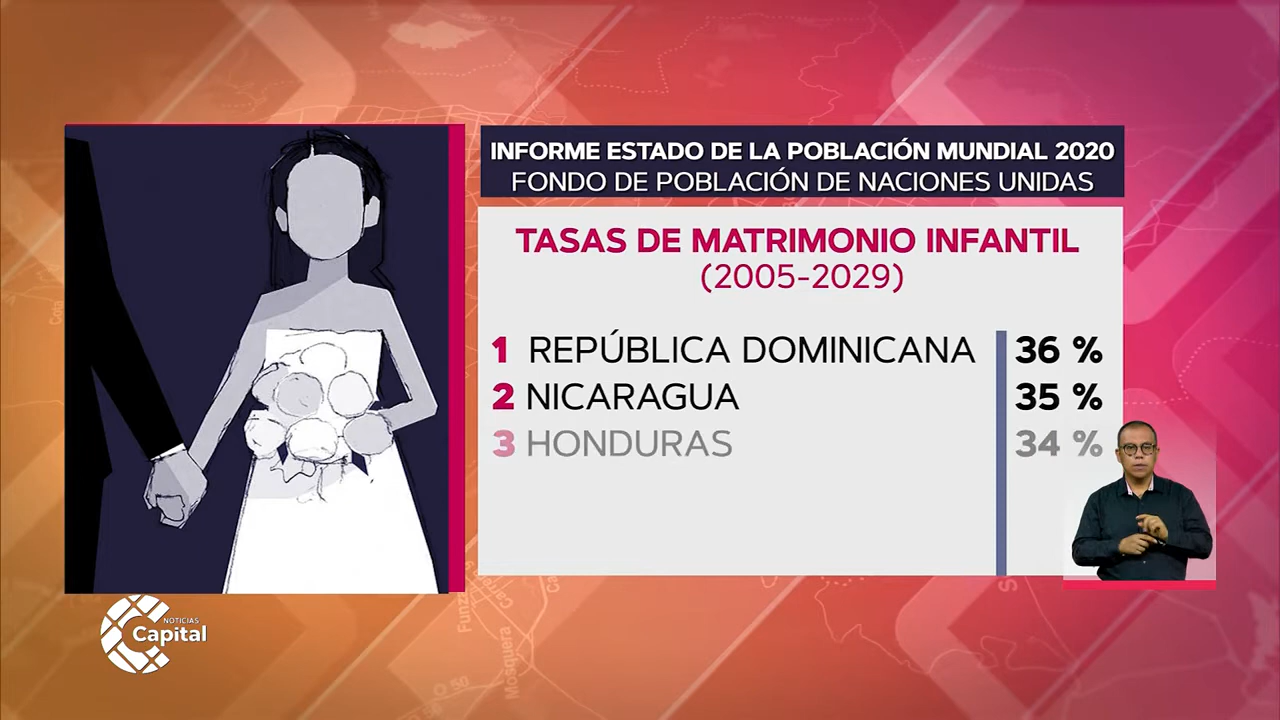 INFORME ESTADO DE LA POBLACIÓN MUNDIAL 2020
FONDO DE POBLACIÓN DE NACIONES UNIDAS
TASAS DE MATRIMONIO INFANTIL
(2005-2029)
1 REPÚBLICA DOMINICANA 36 %
2 NICARAGUA 35 %
3 HONDURAS 34 %
NOTICIAS
Capital
Mosquera